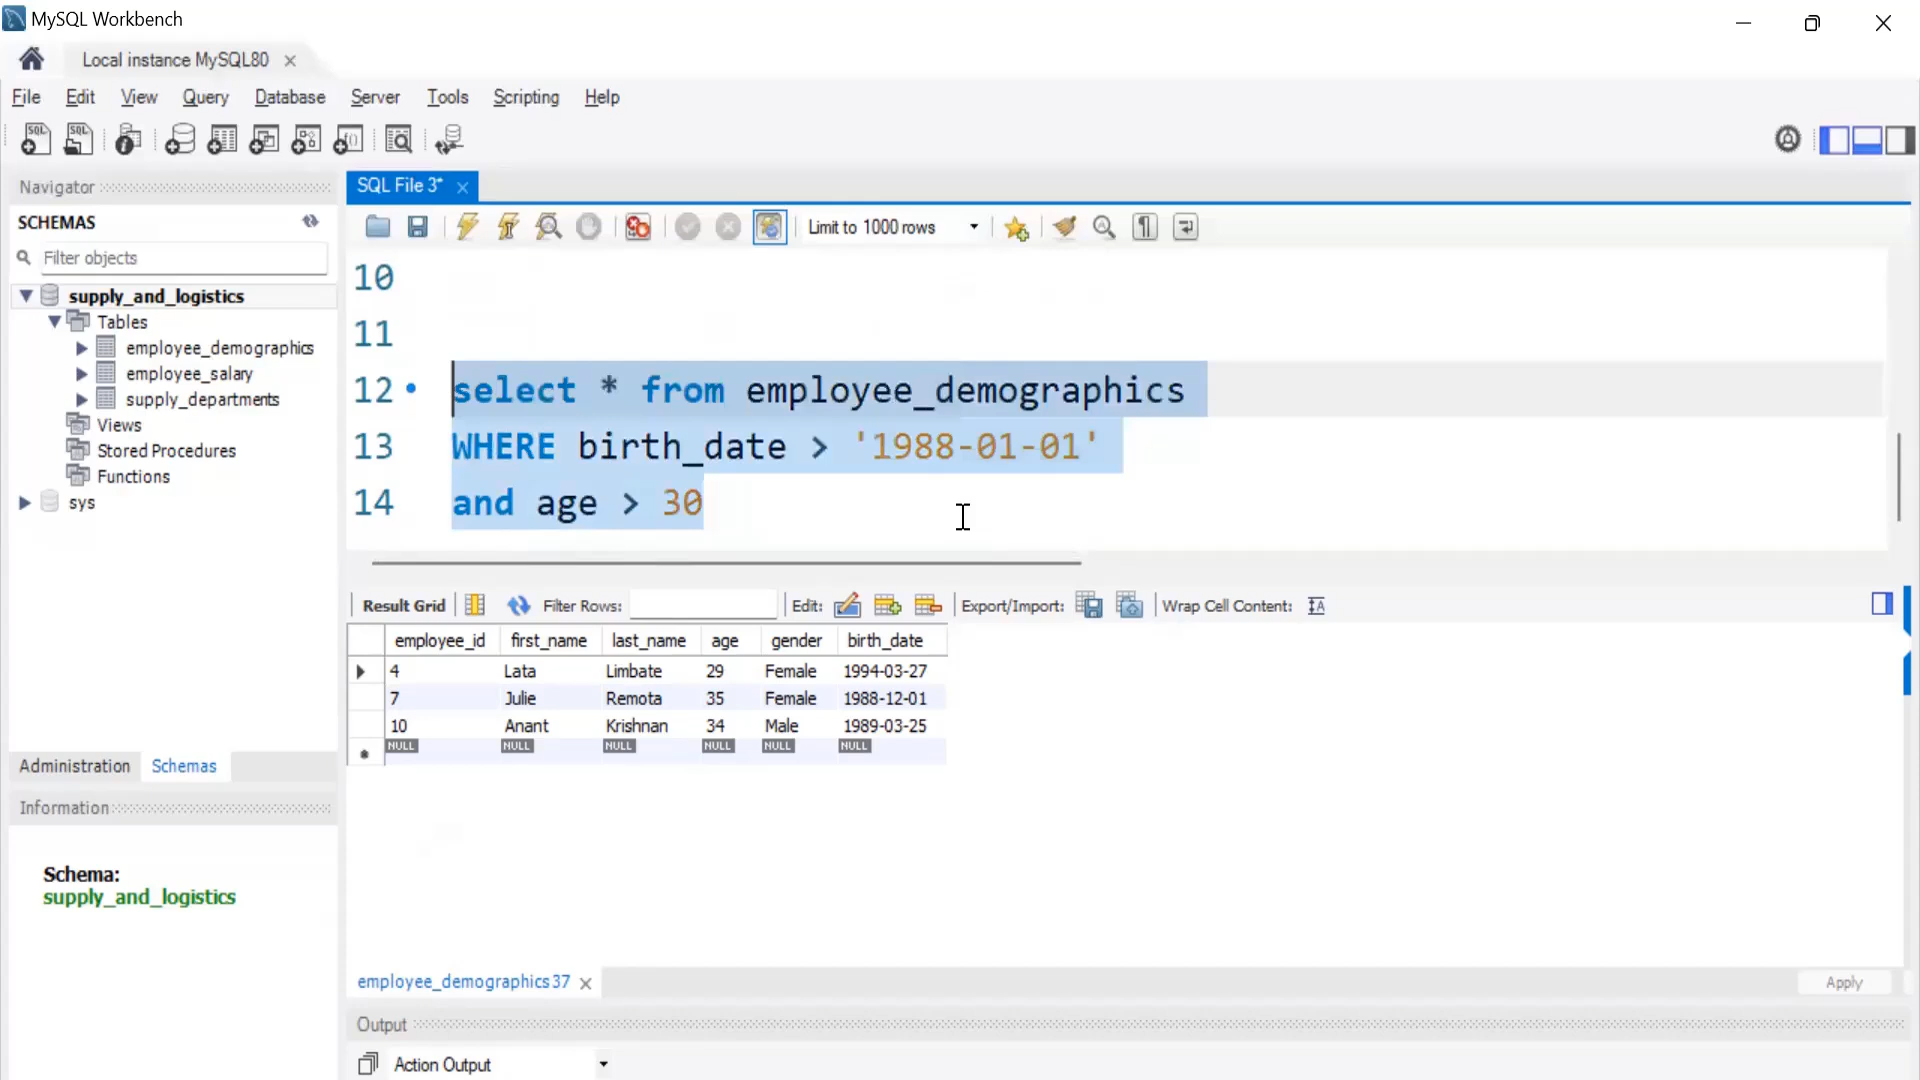 MySQL Workbench
Local instance MySQL80
File Edit View Query Database Server Tools Scripting Help
SQL SQL
Navigator
SQL File 3*
SCHEMAS
Limit to 1000 rows
Filter objects
supply_and_logistics
Tables
employee_demographics
employee_salary
supply_departments
Views
Stored Procedures
Functions
sys
10
11
12 select * from employee_demographics
13 WHERE birth_date > '1988-01-01'
14 and age > 30
Result Grid Filter Rows: Edit: Export/Import: Wrap Cell Content: IA
employee_id first_name last_name age gender birth_date
4 Lata Limbate 29 Female 1994-03-27
7 Julie Remota 35 Female 1988-12-01
10 Anant Krishnan 34 Male 1989-03-25
NULL NULL NULL NULL NULL NULL
Administration Schemas
Information
Schema:
supply_and_logistics
employee_demographics 37
Apply
Output
Action Output